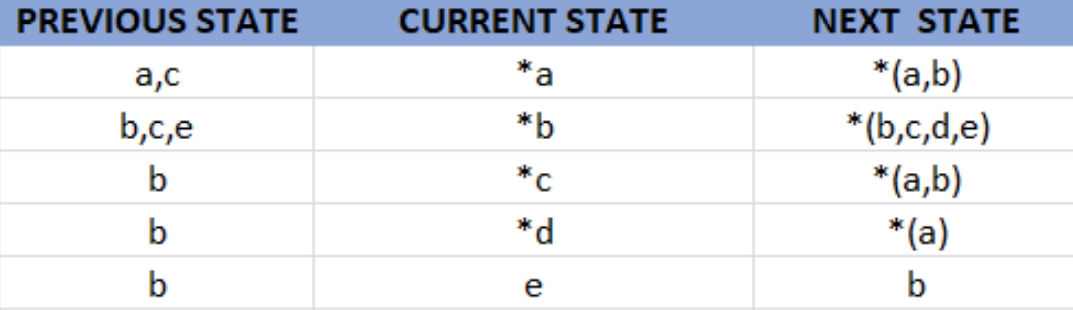 PREVIOUS STATE CURRENT STATE NEXT STATE
a,c *a *(a,b)
b,c,e *b *(b,c,d,e)
b *c *(a,b)
b *d *(a)
b e b